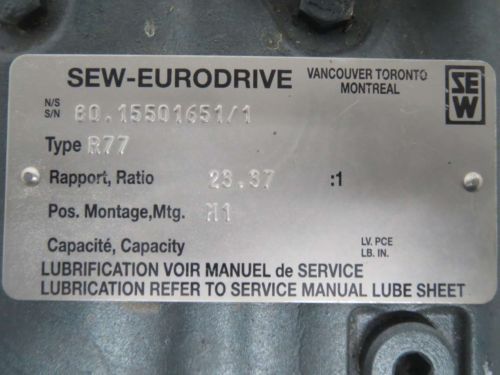 SEW-EURODRIVE VANCOUVER TORONTO
MONTREAL
SEW
N/S
S/N 80.15501651/1
Type R77
Rapport, Ratio 23.37 :1
Pos. Montage,Mtg. M1
Capacité, Capacity LV. PCE
LB. IN.
LUBRIFICATION VOIR MANUEL de SERVICE
LUBRICATION REFER TO SERVICE MANUAL LUBE SHEET